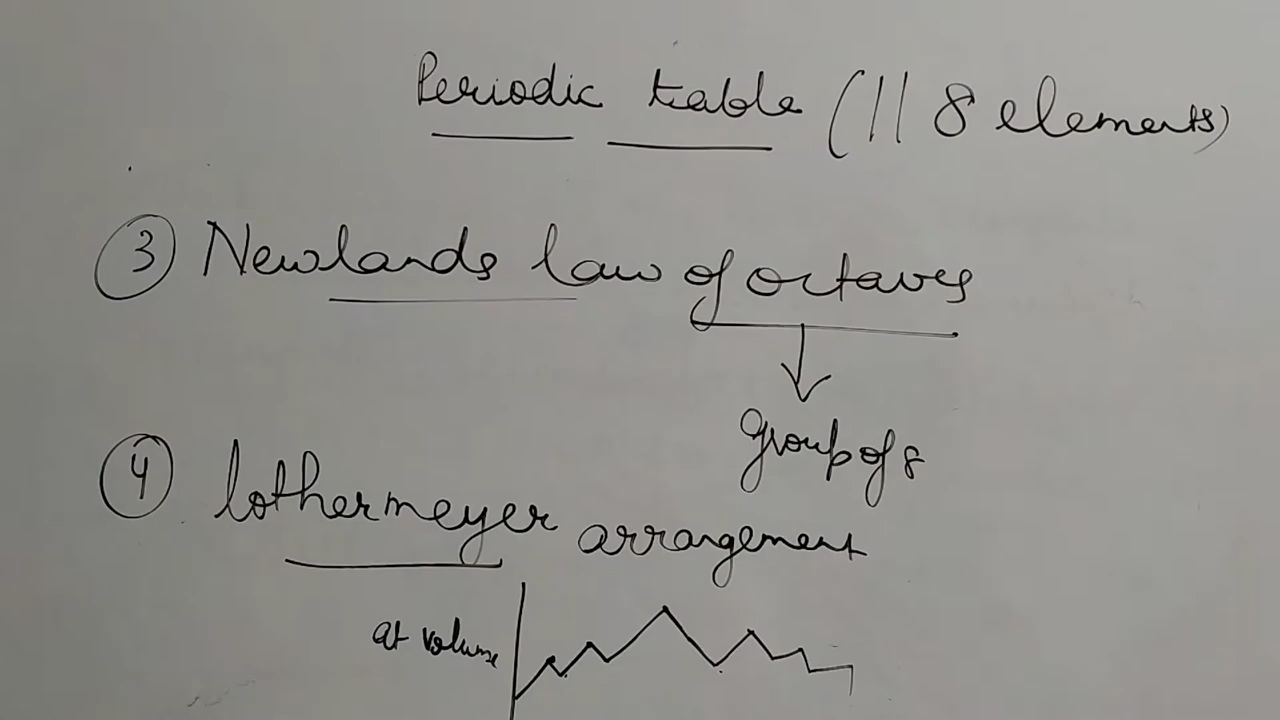 Periodic table (118 elements)
3 Newlands law of octaves
Group of 8
4 lothermeyer arrangement
at volume